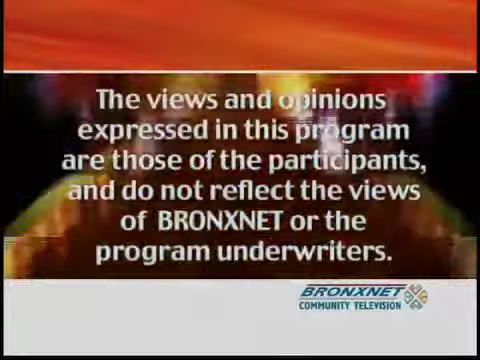 The views and opinions
expressed in this program
are those of the participants,
and do not reflect the views
of BRONXNET or the
program underwriters.
BRONXNET
COMMUNITY TELEVISION